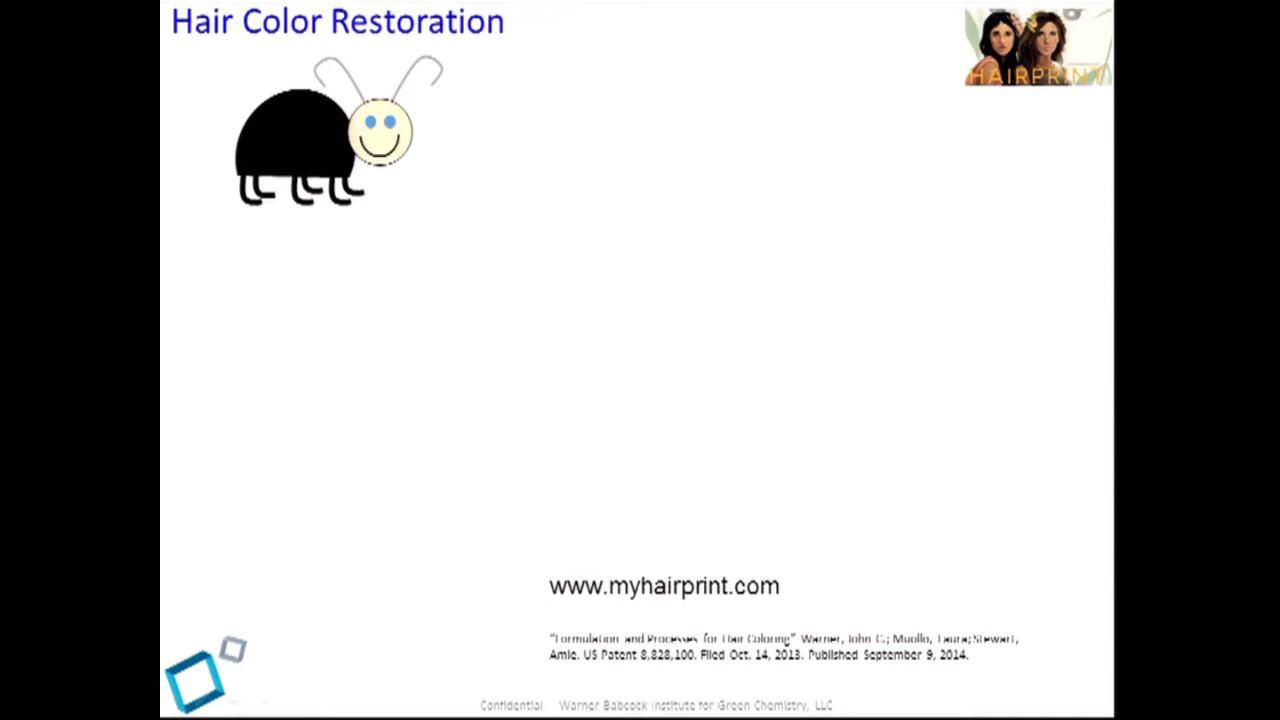 Hair Color Restoration
HAIRPRINT
www.myhairprint.com
"Formulation and Processes for Hair Coloring" Warner, John C.; Muollo, Laura; Stewart,
Amie. US Patent 8,828,100. Filed Oct. 14, 2013. Published September 9, 2014.
Confidential Warner Babcock Institute for Green Chemistry, LLC